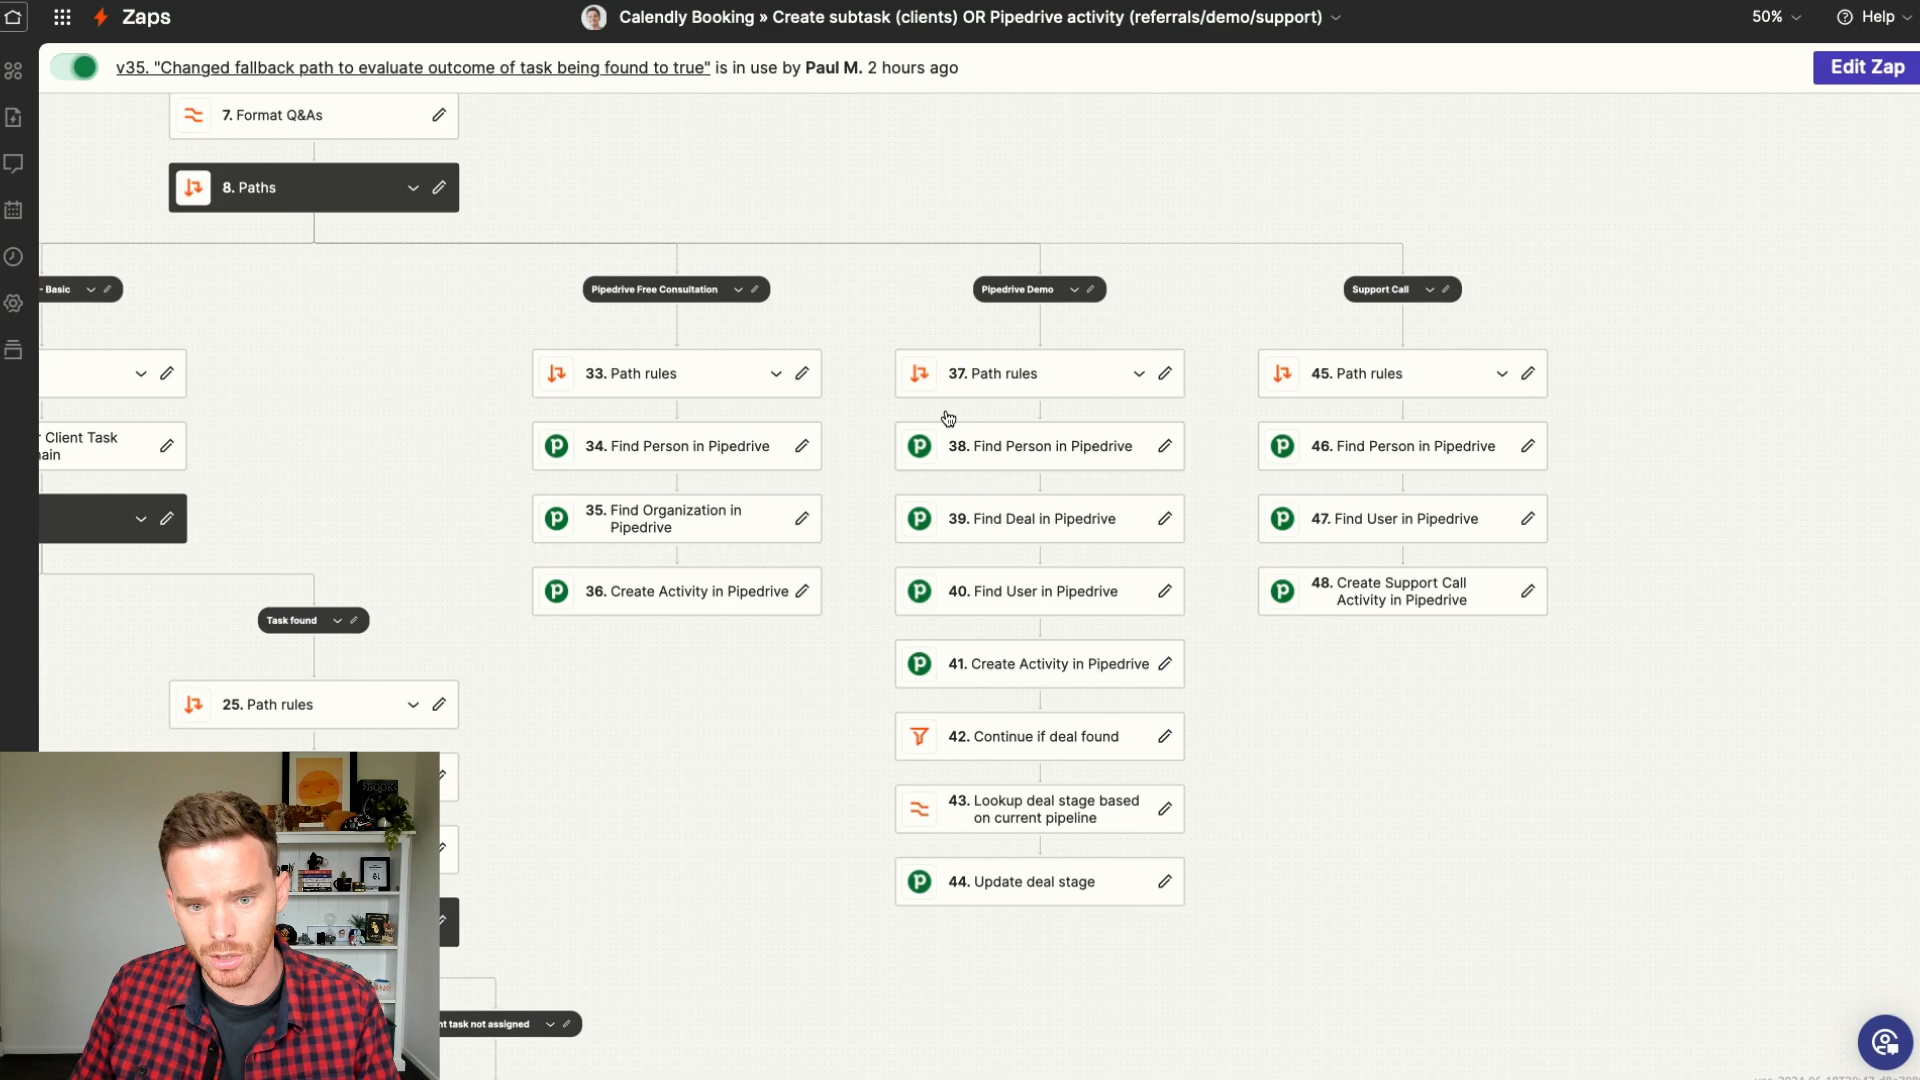 Zaps
Calendly Booking » Create subtask (clients) OR Pipedrive activity (referrals/demo/support)
50%
Help
v35. "Changed fallback path to evaluate outcome of task being found to true" is in use by Paul M. 2 hours ago
Edit Zap
7. Format Q&As
8. Paths
- Basic
Pipedrive Free Consultation
Pipedrive Demo
Support Call
33. Path rules
37. Path rules
45. Path rules
Client Task
34. Find Person in Pipedrive
38. Find Person in Pipedrive
46. Find Person in Pipedrive
35. Find Organization in
Pipedrive
39. Find Deal in Pipedrive
47. Find User in Pipedrive
36. Create Activity in Pipedrive
40. Find User in Pipedrive
48. Create Support Call
Activity in Pipedrive
Task found
41. Create Activity in Pipedrive
25. Path rules
42. Continue if deal found
43. Lookup deal stage based
on current pipeline
44. Update deal stage
task not assigned